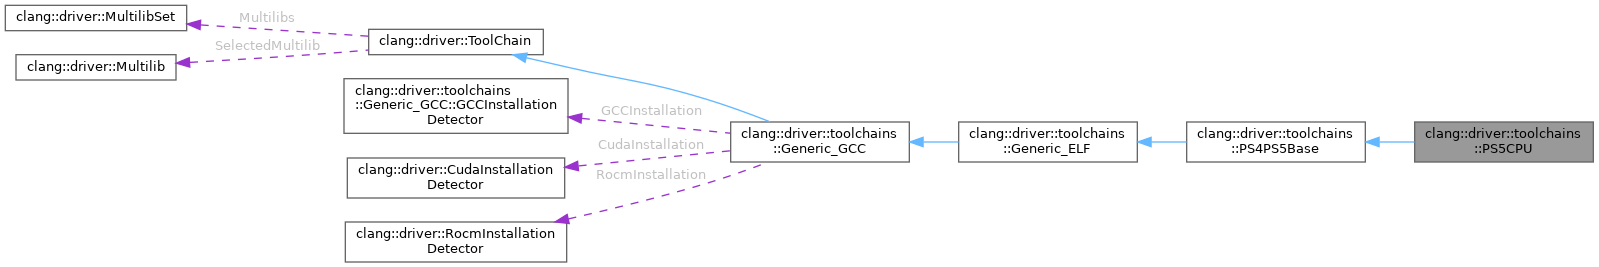 clang::driver::MultilibSet
Multilibs
clang::driver::ToolChain
SelectedMultilib
clang::driver::Multilib
clang::driver::toolchains
::Generic_GCC::GCCInstallation
Detector
GCCInstallation
clang::driver::toolchains
::Generic_GCC
clang::driver::toolchains
::Generic_ELF
clang::driver::toolchains
::PS4PS5Base
clang::driver::toolchains
::PS5CPU
CudaInstallation
clang::driver::CudaInstallation
Detector
RocmInstallation
clang::driver::RocmInstallation
Detector